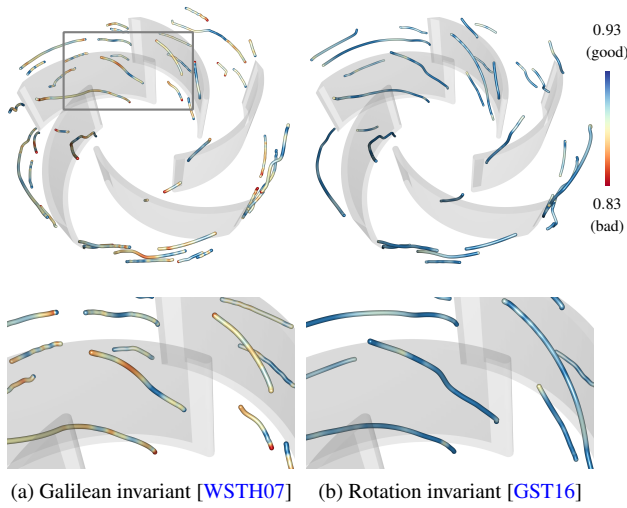 0.93
(good)
0.83
(bad)
(a) Galilean invariant [WSTH07]
(b) Rotation invariant [GST16]